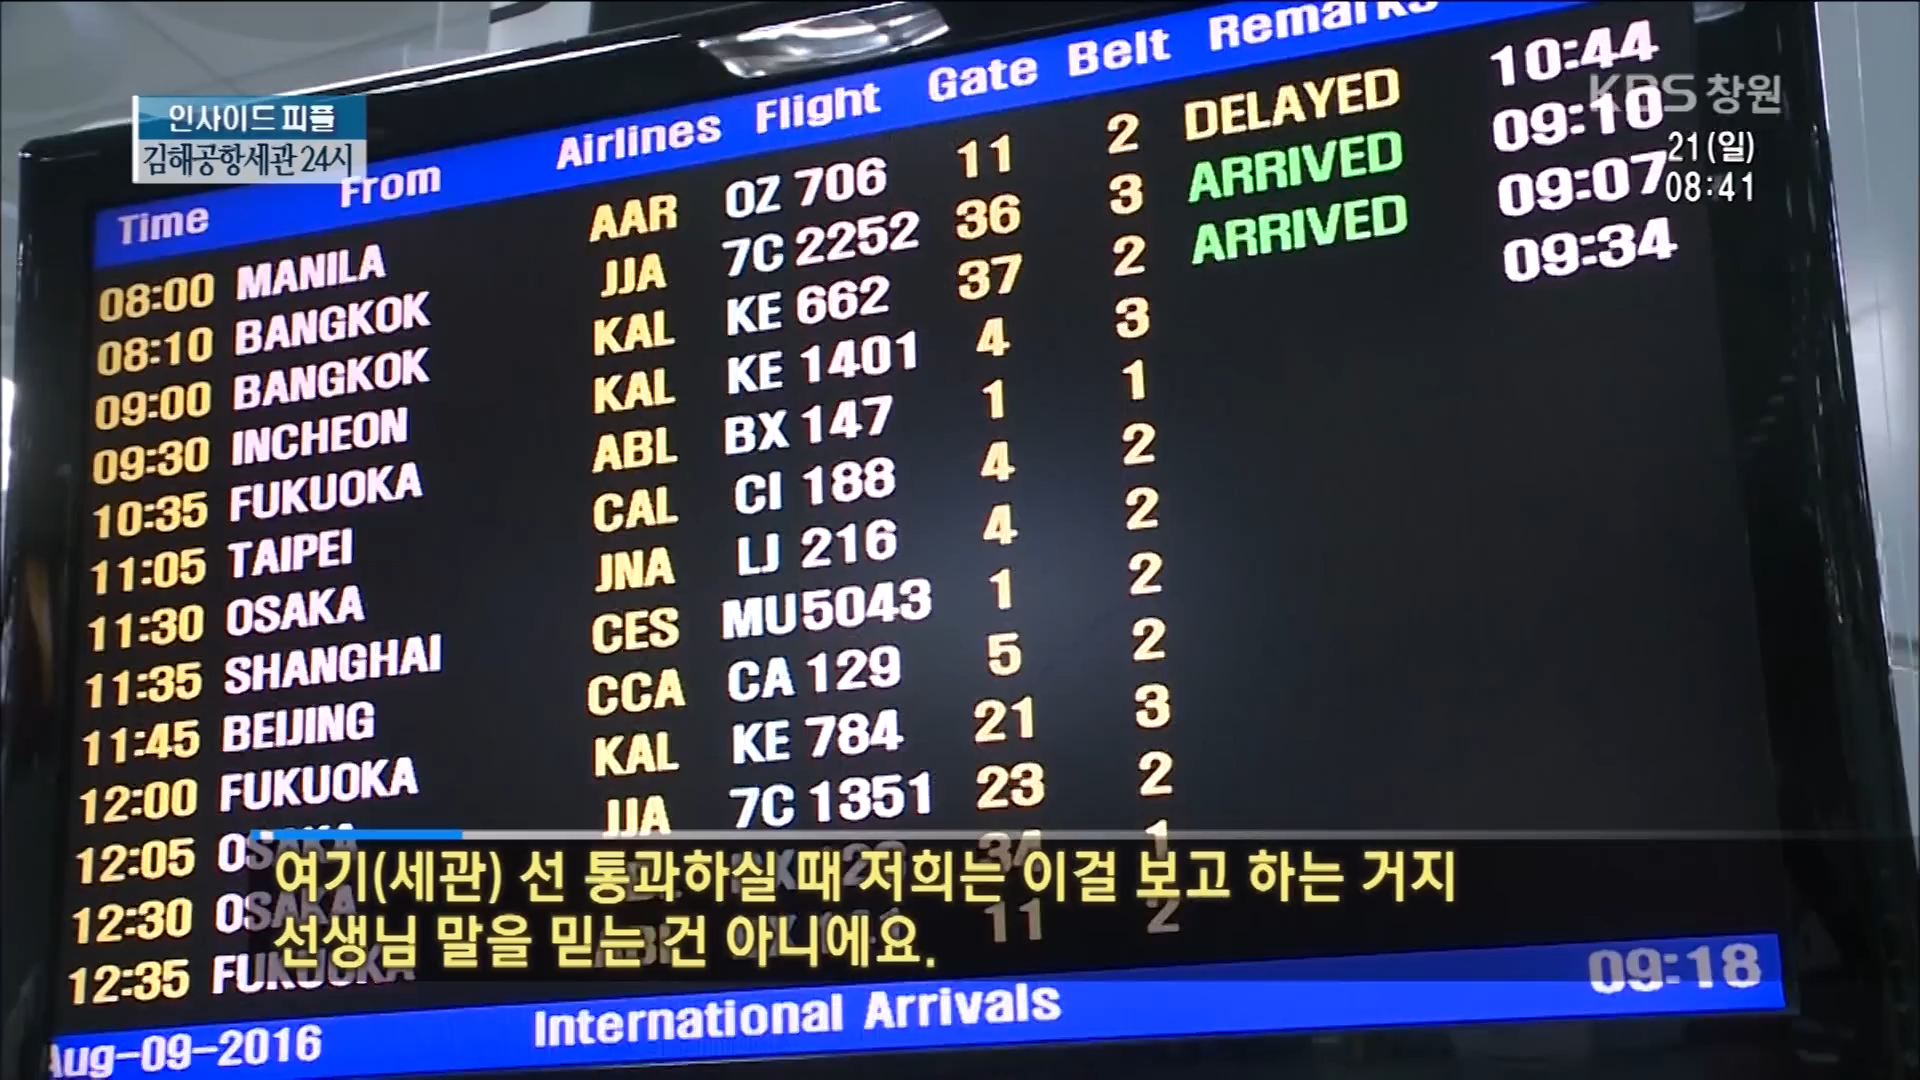 인사이드 피플
김해공항세관 24시
KBS 창원
21(일)
08:41
Time From Airlines Flight Gate Belt Remarks
08:00 MANILA AAR OZ 706 11 2 DELAYED 10:44
08:10 BANGKOK JJA 7C 2252 36 3 ARRIVED 09:10
09:00 BANGKOK KAL KE 662 37 2 ARRIVED 09:07
09:30 INCHEON KAL KE 1401 4 3 09:34
10:35 FUKUOKA ABL BX 147 1 1
11:05 TAIPEI CAL CI 188 4 2
11:30 OSAKA JNA LJ 216 4 2
11:35 SHANGHAI CES MU5043 1 2
11:45 BEIJING CCA CA 129 5 2
12:00 FUKUOKA KAL KE 784 21 3
12:05 OSAKA JJA 7C 1351 23 2
12:30 OSAKA 34 1
12:35 FUKUOKA 11 2
여기(세관) 선 통과하실 때 저희는 이걸 보고 하는 거지
선생님 말을 믿는 건 아니에요.
Aug-09-2016 International Arrivals 09:18